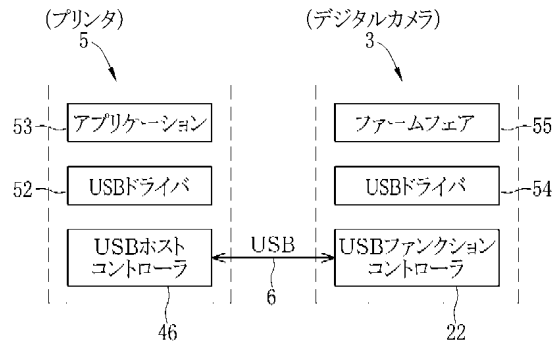 (プリンタ)
5
(デジタルカメラ)
3
53
アプリケーション
ファームフェア
55
52
USBドライバ
USBドライバ
54
USBホスト
コントローラ
USB
6
USBファンクション
コントローラ
46
22